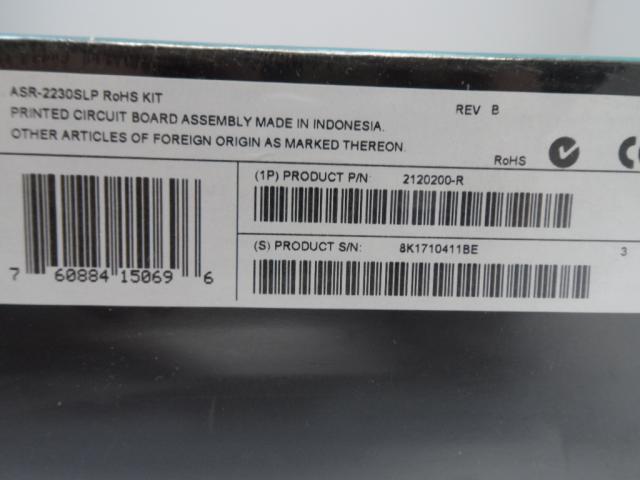 ASR-2230SLP RoHS KIT
REV B
PRINTED CIRCUIT BOARD ASSEMBLY MADE IN INDONESIA.
OTHER ARTICLES OF FOREIGN ORIGIN AS MARKED THEREON.
RoHS
(1P) PRODUCT P/N: 2120200-R
(S) PRODUCT S/N: 8K1710411BE
3
7 60884 15069 6